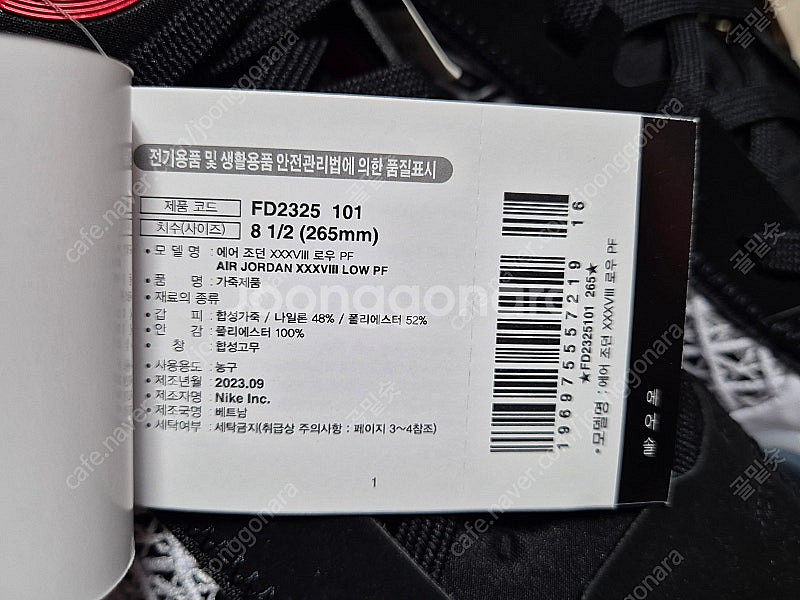 전기용품 및 생활용품 안전관리법에 의한 품질표시
제품 코드 FD2325 101
치수(사이즈) 8 1/2 (265mm)
• 모 델 명 : 에어 조던 XXXVIII 로우 PF
AIR JORDAN XXXVIII LOW PF
• 품 명 : 가죽제품
• 재료의 종류
• 갑 피 : 합성가죽 / 나일론 48% / 폴리에스터 52%
• 안 감 : 폴리에스터 100%
• 창 : 합성고무
• 사용용도 : 농구
• 제조년월 : 2023.09
• 제조자명 : Nike Inc.
• 제조국명 : 베트남
• 세탁여부 : 세탁금지(취급상 주의사항 : 페이지 3~4참조)
1
196975557219 16
★FD2325101 265★
• 모델명 : 에어 조던 XXXVIII 로우 PF
에어솔
Joonggonara
cafe.naver.com/joonggonara
골밑슛